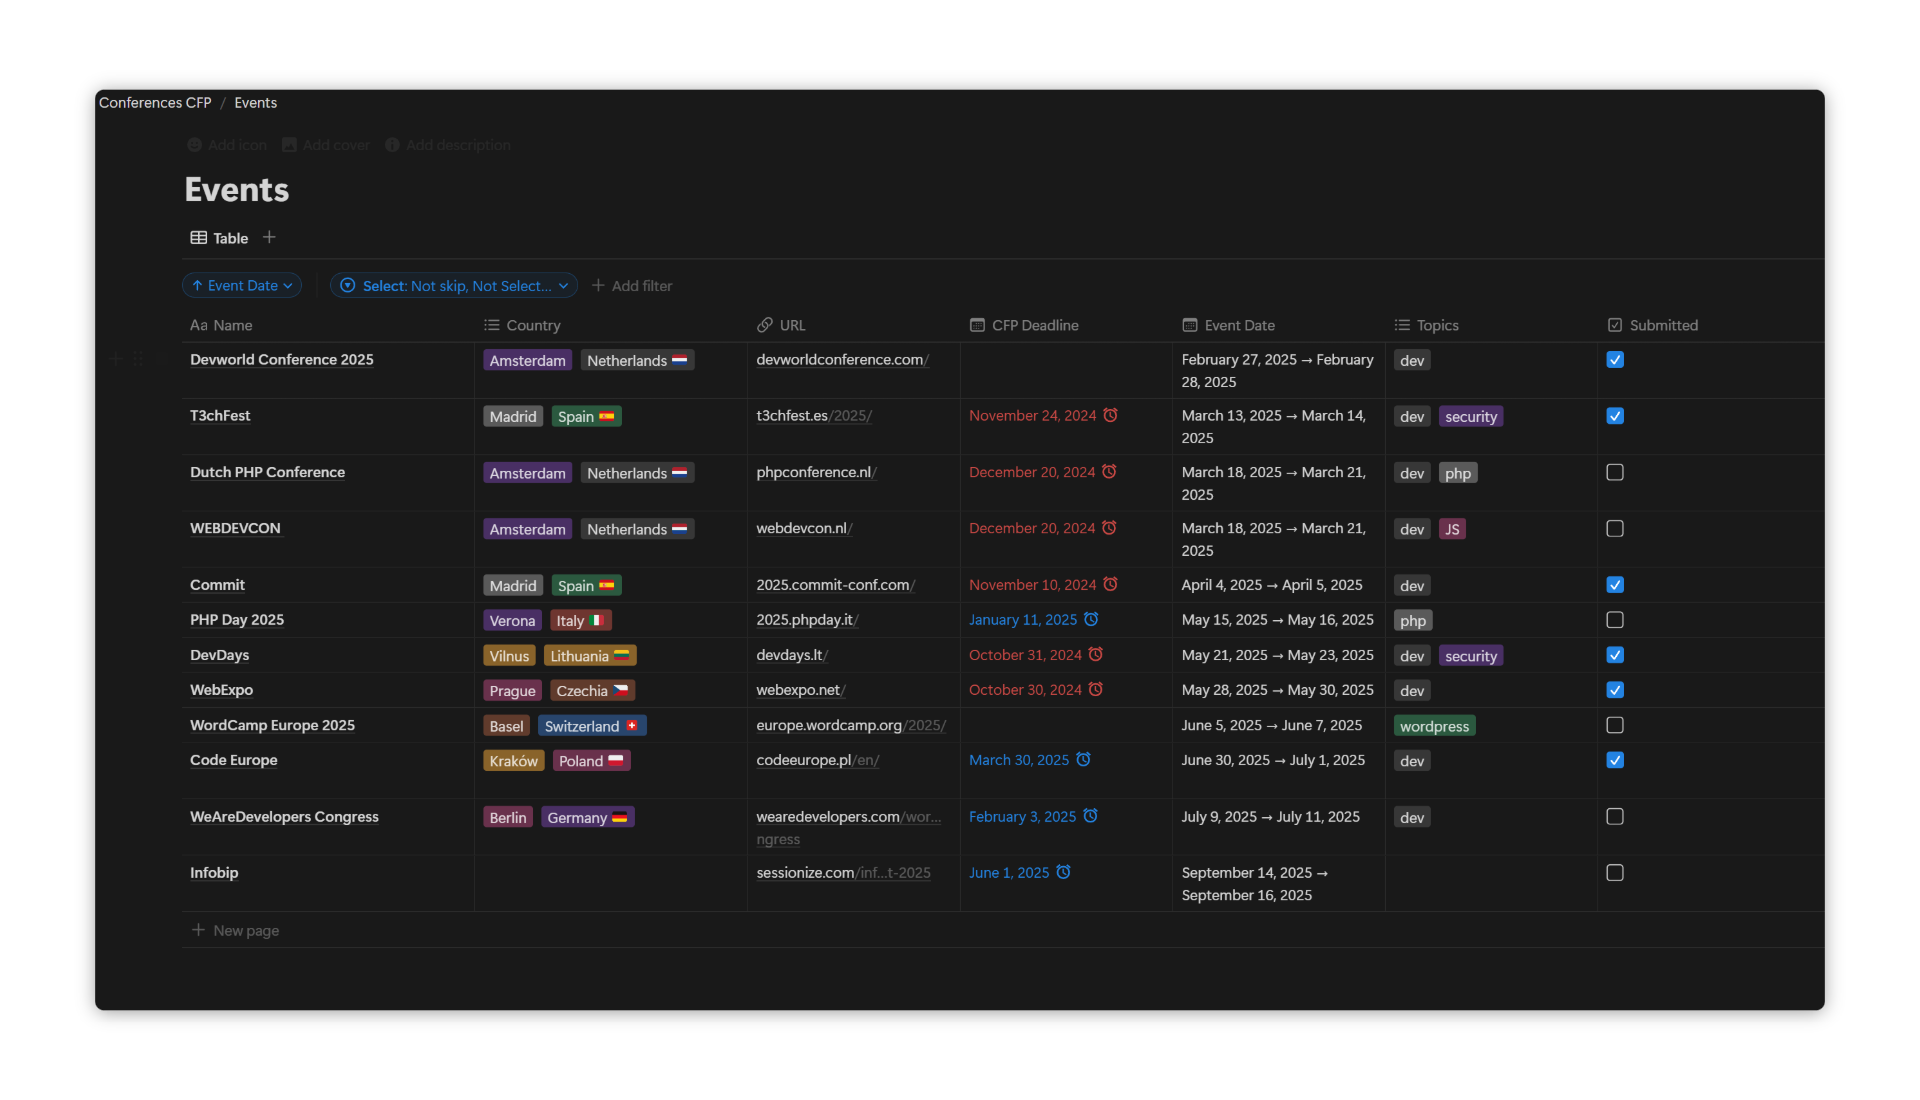 Conferences CFP / Events
Add icon Add cover Add description
Events
Table
Event Date Select: Not skip, Not Select... Add filter
Aa Name Country URL CFP Deadline Event Date Topics Submitted
Devworld Conference 2025 Amsterdam Netherlands devworldconference.com/ February 27, 2025 → February
28, 2025 dev
T3chFest Madrid Spain t3chfest.es/2025/ November 24, 2024 March 13, 2025 → March 14,
2025 dev security
Dutch PHP Conference Amsterdam Netherlands phpconference.nl/ December 20, 2024 March 18, 2025 → March 21,
2025 dev php
WEBDEVCON Amsterdam Netherlands webdevcon.nl/ December 20, 2024 March 18, 2025 → March 21,
2025 dev JS
Commit Madrid Spain 2025.commit-conf.com/ November 10, 2024 April 4, 2025 → April 5, 2025 dev
PHP Day 2025 Verona Italy 2025.phpday.it/ January 11, 2025 May 15, 2025 → May 16, 2025 php
DevDays Vilnus Lithuania devdays.lt/ October 31, 2024 May 21, 2025 → May 23, 2025 dev security
WebExpo Prague Czechia webexpo.net/ October 30, 2024 May 28, 2025 → May 30, 2025 dev
WordCamp Europe 2025 Basel Switzerland europe.wordcamp.org/2025/ June 5, 2025 → June 7, 2025 wordpress
Code Europe Kraków Poland codeeurope.pl/en/ March 30, 2025 June 30, 2025 → July 1, 2025 dev
WeAreDevelopers Congress Berlin Germany wearedevelopers.com/wor...
ngress February 3, 2025 July 9, 2025 → July 11, 2025 dev
Infobip sessionize.com/inf...t-2025 June 1, 2025 September 14, 2025 →
September 16, 2025
New page